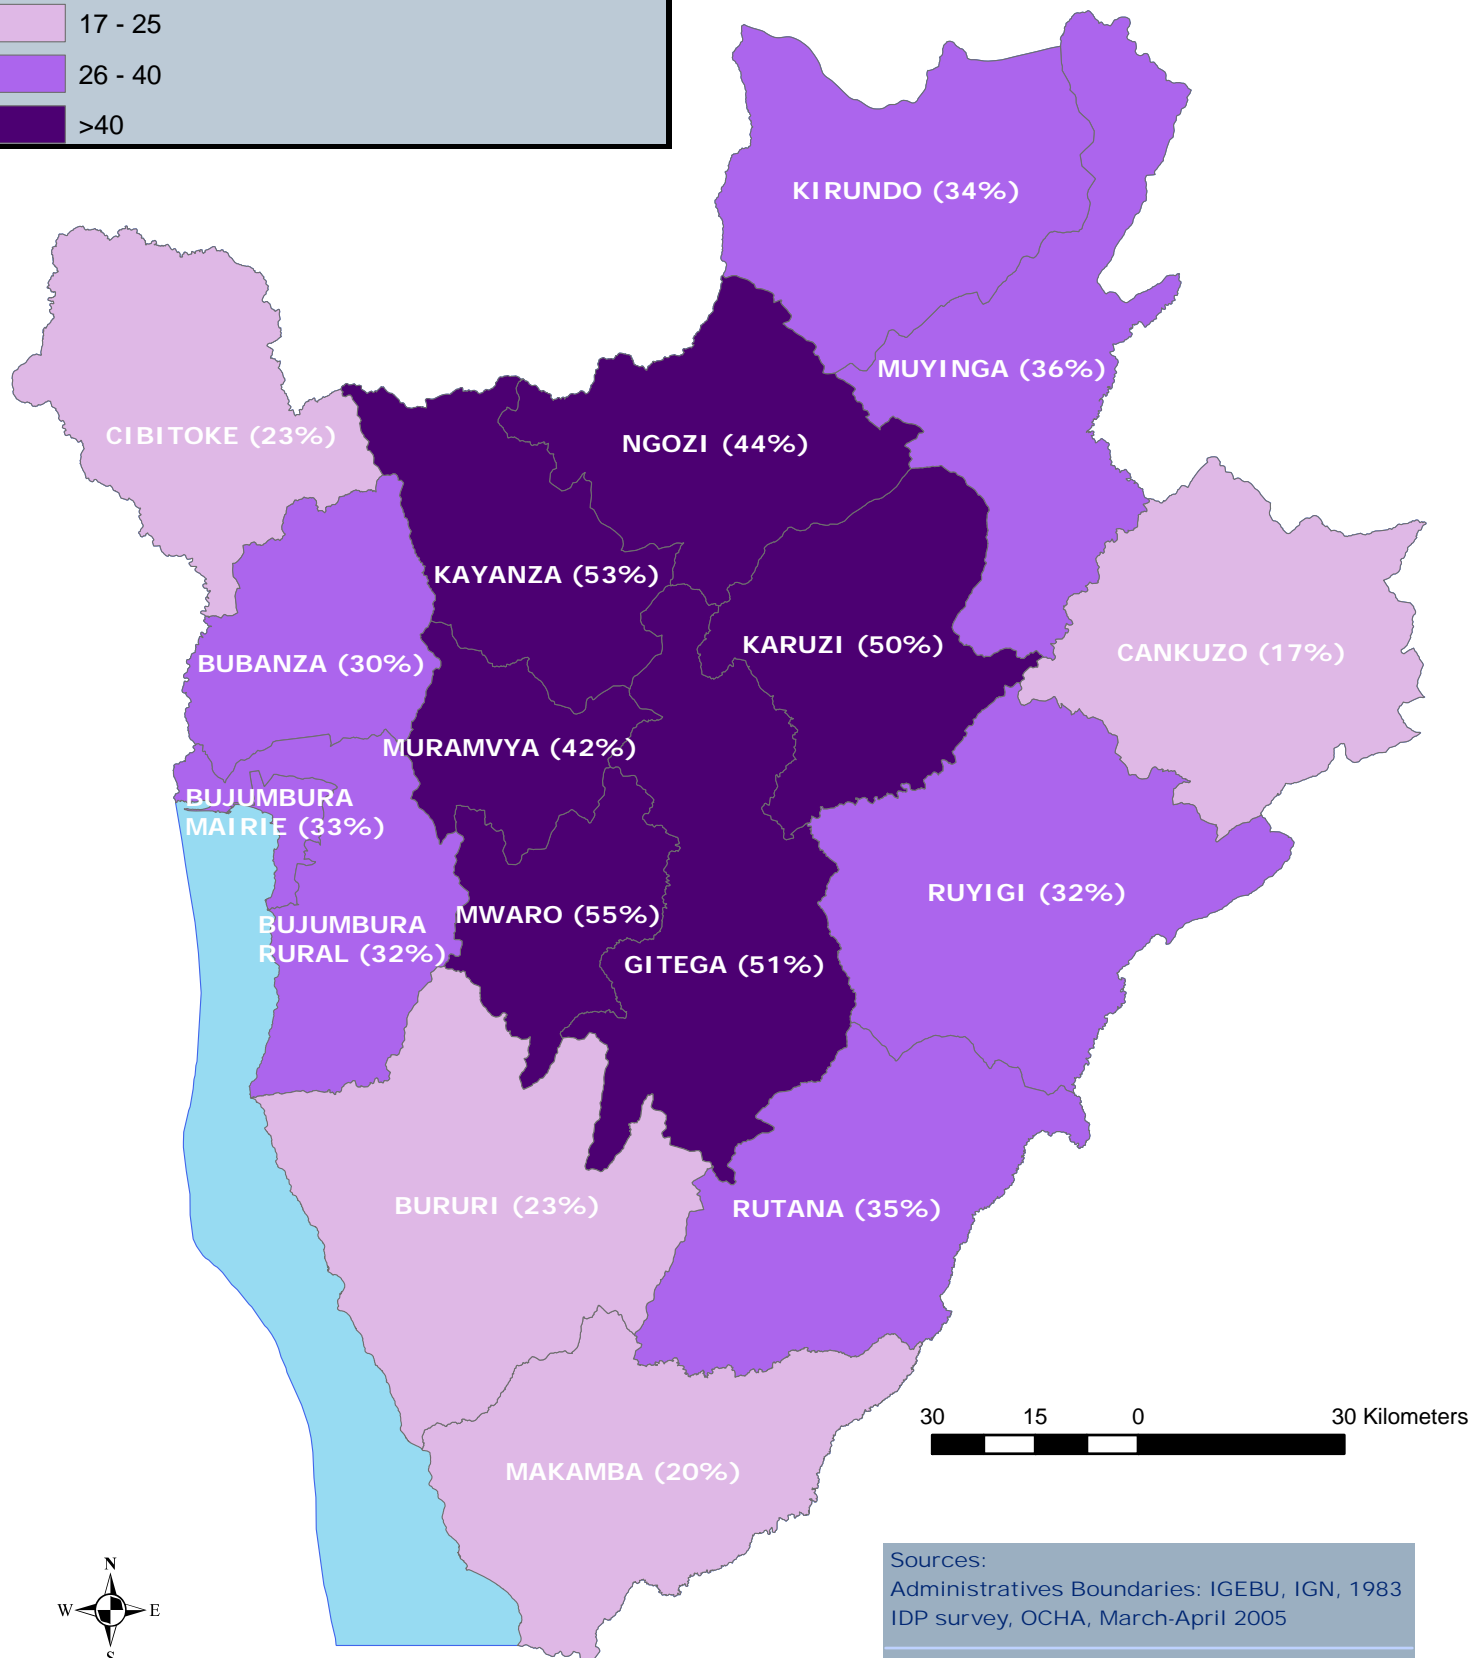 17 - 25
26 - 40
>40
KIRUNDO (34%)
MUYINGA (36%)
CIBITOKE (23%)
NGOZI (44%)
KAYANZA (53%)
KARUZI (50%)
CANKUZO (17%)
BUBANZA (30%)
MURAMVYA (42%)
BUJUMBURA
MAIRIE (33%)
RUYIGI (32%)
MWARO (55%)
BUJUMBURA
RURAL (32%)
GITEGA (51%)
BURURI (23%)
RUTANA (35%)
30 15 0 30 Kilometers
MAKAMBA (20%)
N
W E
S
Sources:
Administratives Boundaries: IGEBU, IGN, 1983
IDP survey, OCHA, March-April 2005